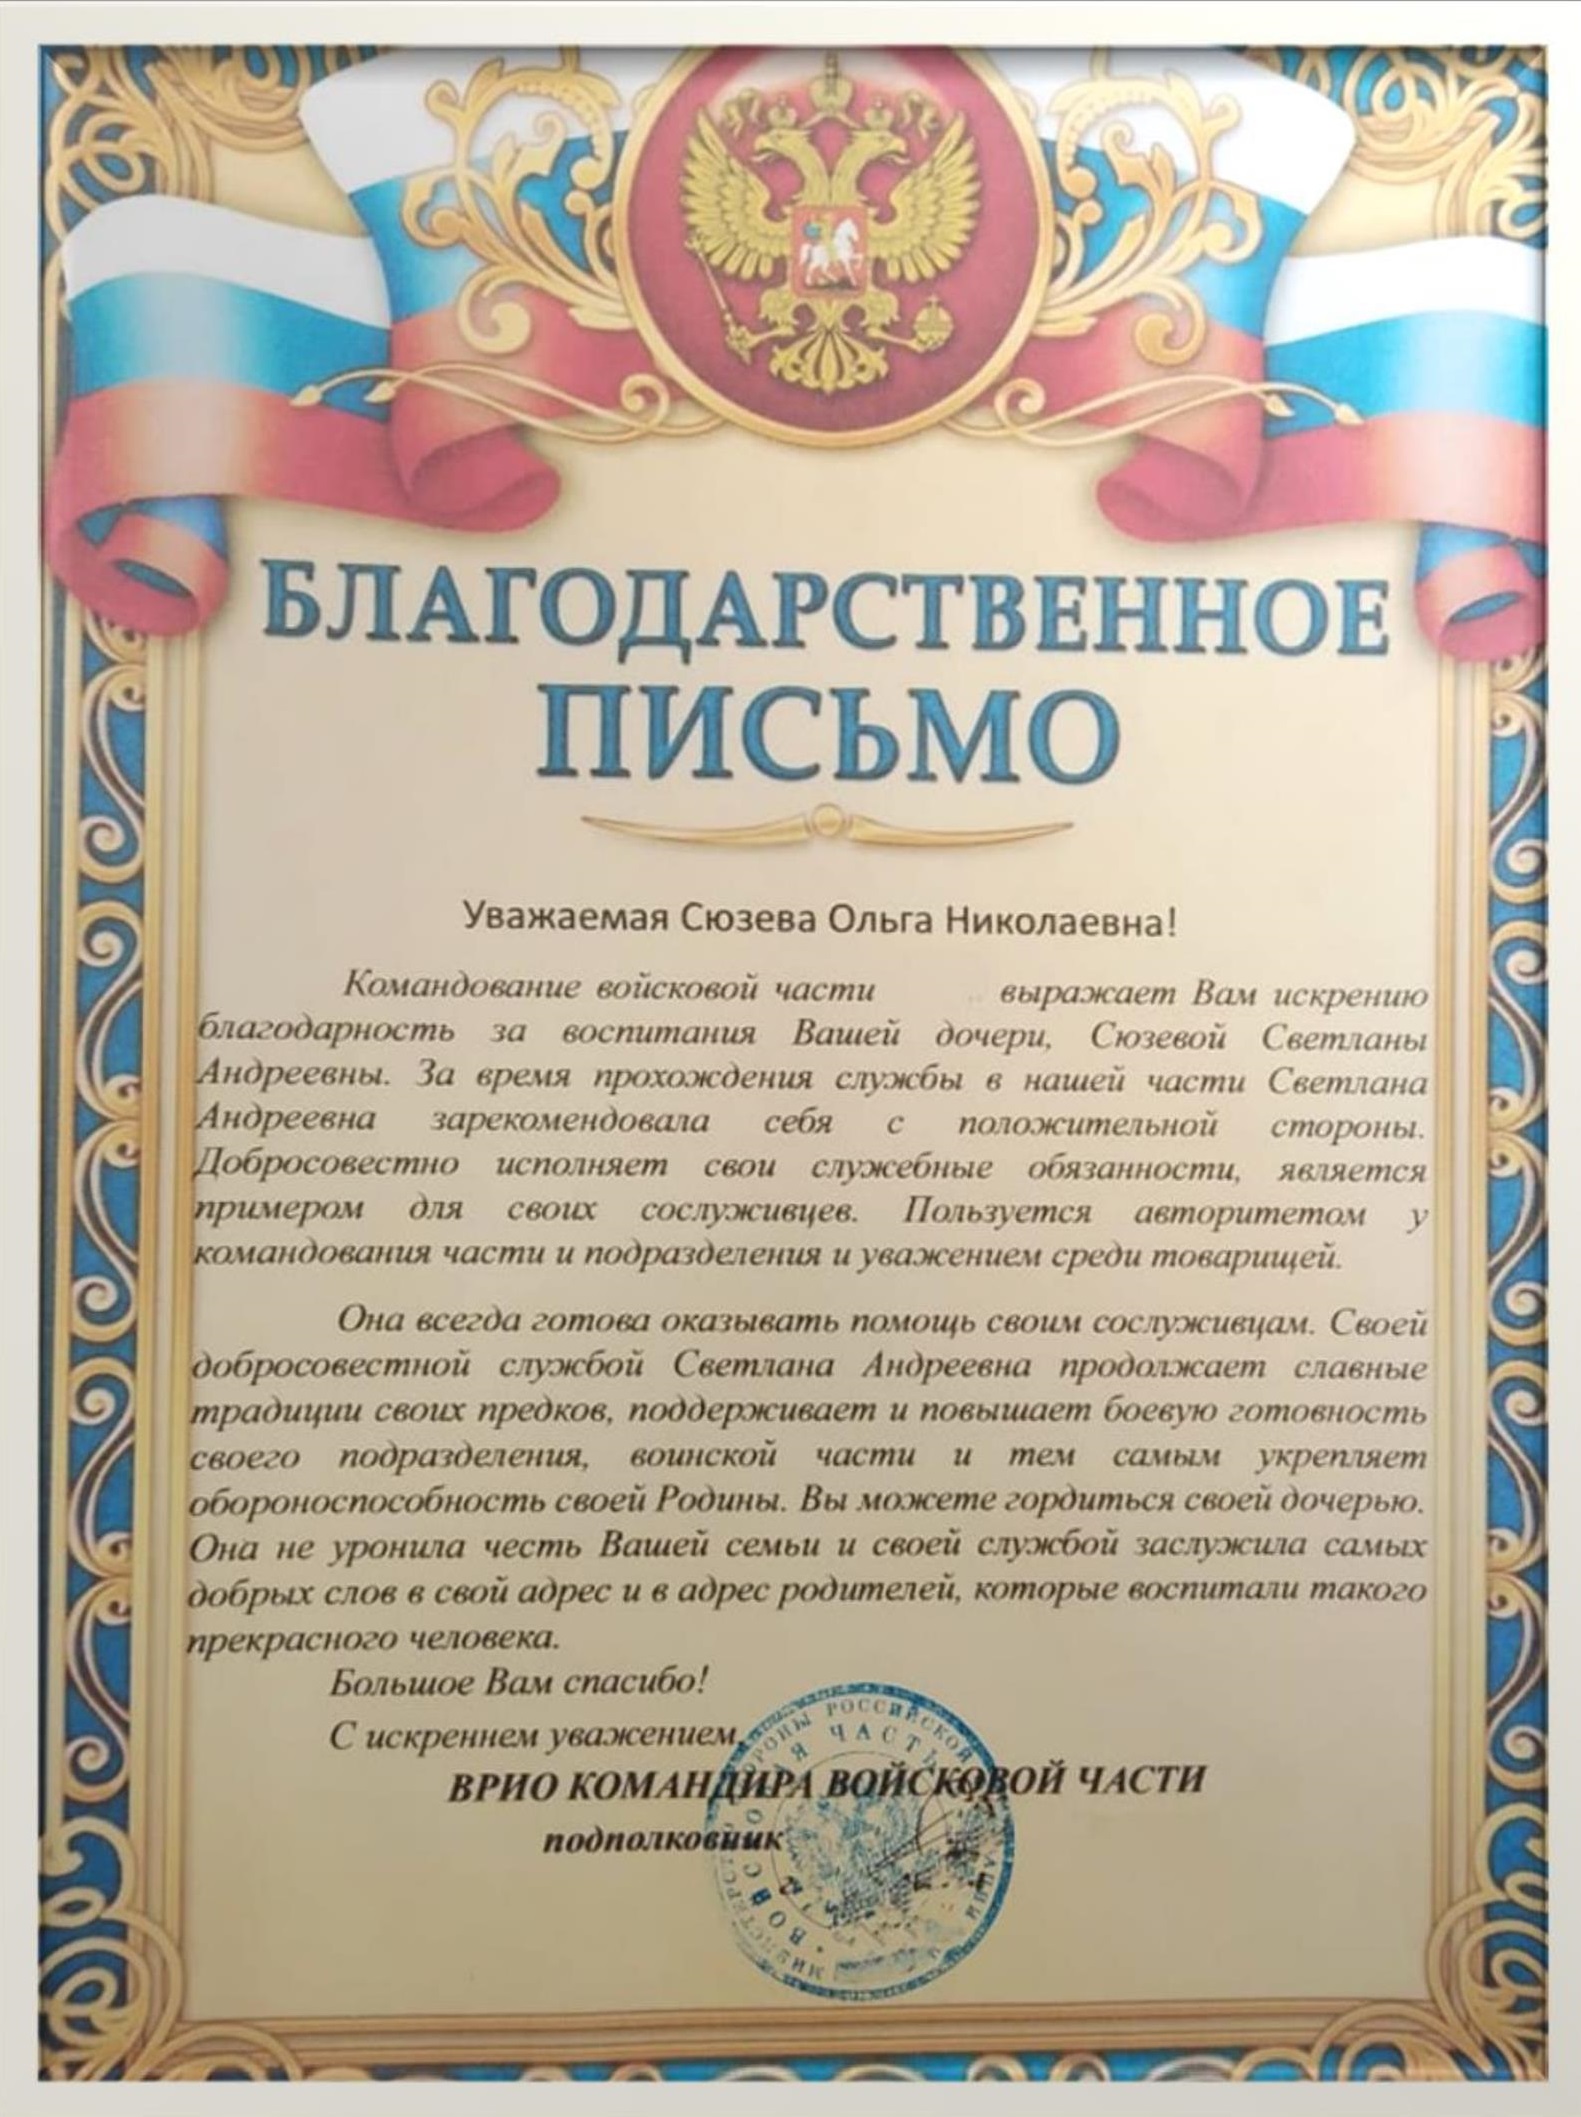 БЛАГОДАРСТВЕННОЕ
ПИСЬМО
Уважаемая Сюзева Ольга Николаевна!
Командование войсковой части выражает Вам искрению
благодарность за воспитания Вашей дочери, Сюзевой Светланы
Андреевны. За время прохождения службы в нашей части Светлана
Андреевна зарекомендовала себя с положительной стороны.
Добросовестно исполняет свои служебные обязанности, является
примером для своих сослуживцев. Пользуется авторитетом у
командования части и подразделения и уважением среди товарищей.
Она всегда готова оказывать помощь своим сослуживцам. Своей
добросовестной службой Светлана Андреевна продолжает славные
традиции своих предков, поддерживает и повышает боевую готовность
своего подразделения, воинской части и тем самым укрепляет
обороноспособность своей Родины. Вы можете гордиться своей дочерью.
Она не уронила честь Вашей семьи и своей службой заслужила самых
добрых слов в свой адрес и в адрес родителей, которые воспитали такого
прекрасного человека.
Большое Вам спасибо!
С искреннем уважением,
ВРИО КОМАНДИРА ВОЙСКОВОЙ ЧАСТИ
подполковник
РОССИЙСКОЙ
ЧАСТЬ